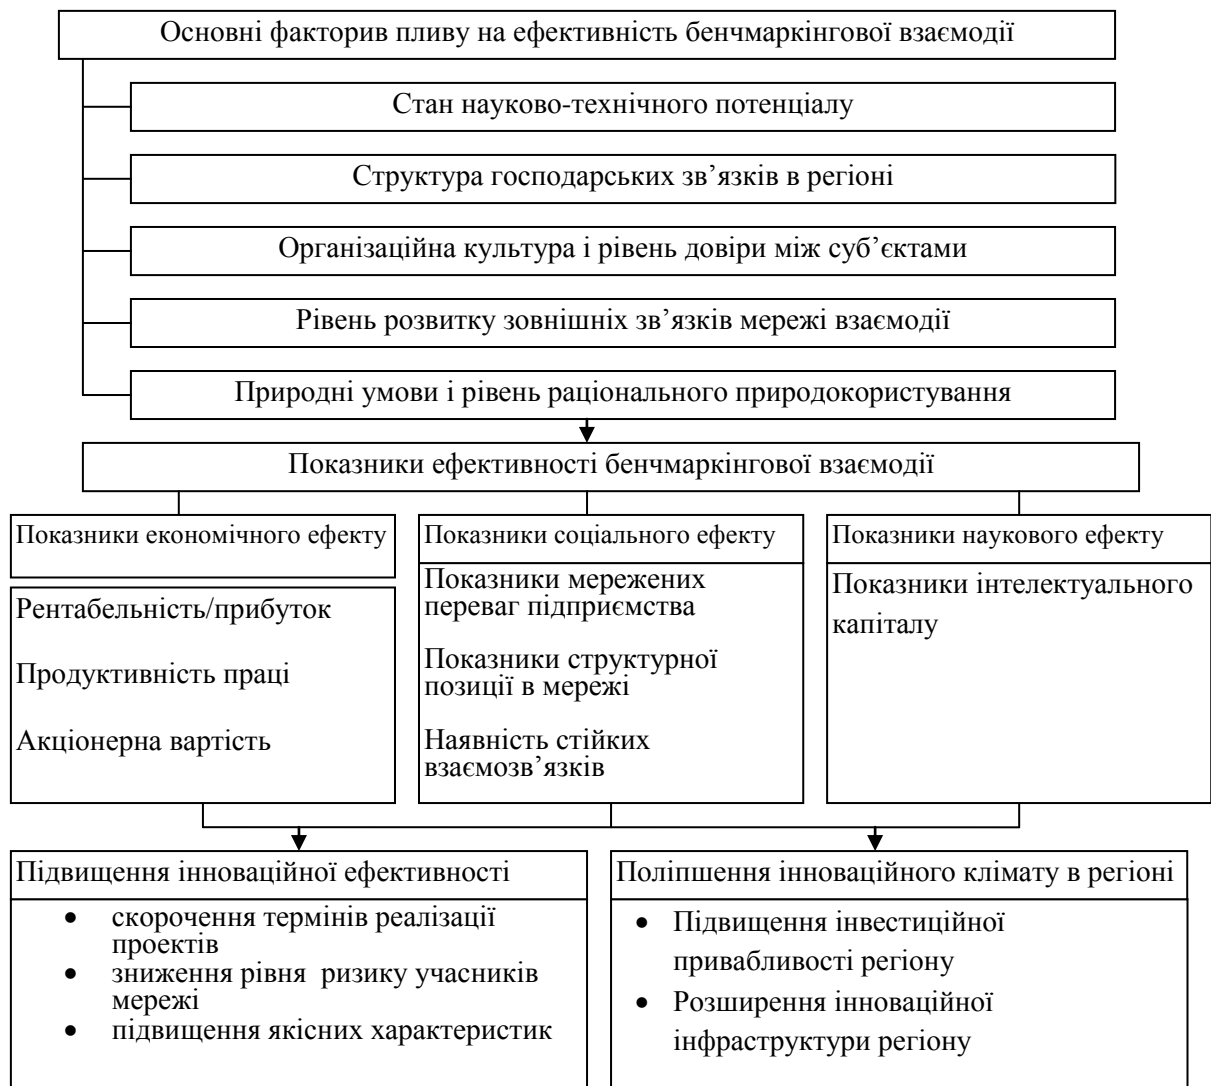 Основні факторив пливу на ефективність бенчмаркінгової взаємодії
Стан науково-технічного потенціалу
Структура господарських зв’язків в регіоні
Організаційна культура і рівень довіри між суб’єктами
Рівень розвитку зовнішніх зв’язків мережі взаємодії
Природні умови і рівень раціонального природокористування
Показники ефективності бенчмаркінгової взаємодії
Показники економічного ефекту
Рентабельність/прибуток
Продуктивність праці
Акціонерна вартість
Показники соціального ефекту
Показники мережених
переваг підприємства
Показники структурної
позиції в мережі
Наявність стійких
взаємозв’язків
Показники наукового ефекту
Показники інтелектуального
капіталу
Підвищення інноваційної ефективності
• скорочення термінів реалізації
проектів
• зниження рівня ризику учасників
мережі
• підвищення якісних характеристик
Поліпшення інноваційного клімату в регіоні
• Підвищення інвестиційної
привабливості регіону
• Розширення інноваційної
інфраструктури регіону